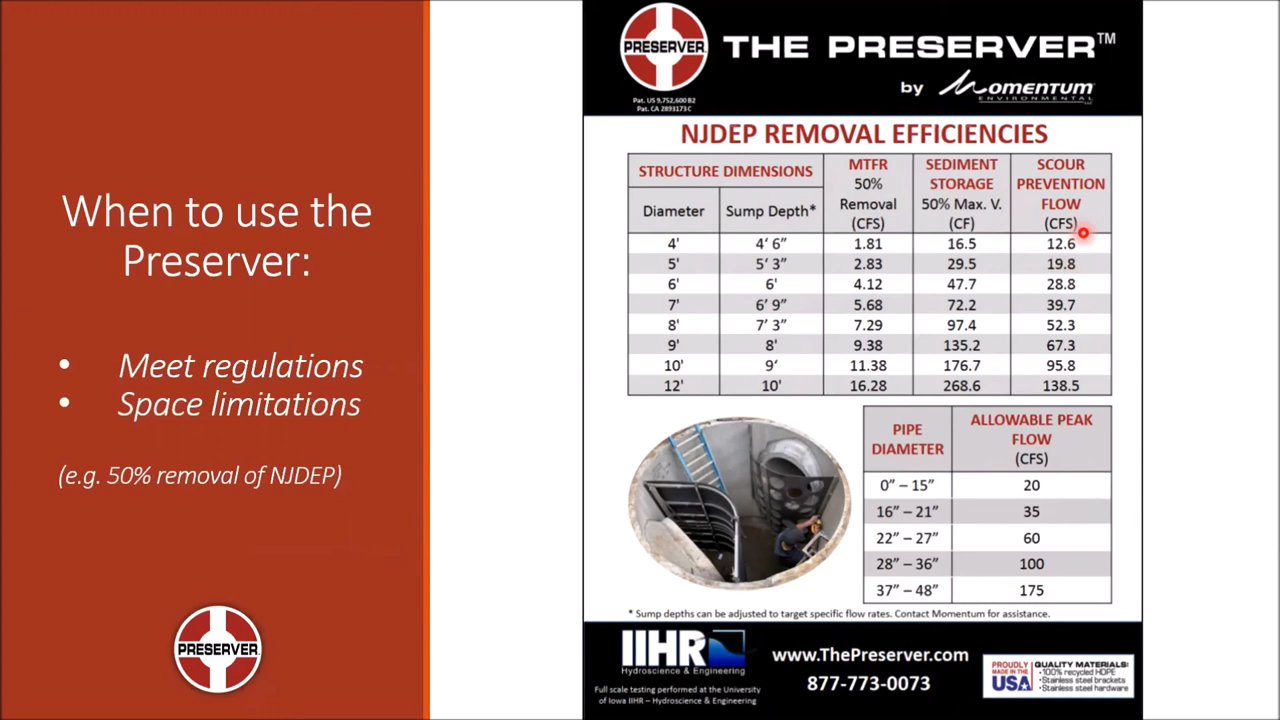 When to use the
Preserver:
• Meet regulations
• Space limitations
(e.g. 50% removal of NJDEP)
PRESERVER
PRESERVER
Pat. US 9,752,600 B2
Pat. CA 2893173 C
THE PRESERVER™
by Momentum
ENVIRONMENTAL
NJDEP REMOVAL EFFICIENCIES
STRUCTURE DIMENSIONS
Diameter Sump Depth*
MTFR
50%
Removal
(CFS)
SEDIMENT
STORAGE
50% Max. V.
(CF)
SCOUR
PREVENTION
FLOW
(CFS)
4' 4‘ 6” 1.81 16.5 12.6
5' 5‘ 3” 2.83 29.5 19.8
6' 6' 4.12 47.7 28.8
7' 6’ 9” 5.68 72.2 39.7
8' 7’ 3” 7.29 97.4 52.3
9' 8' 9.38 135.2 67.3
10' 9‘ 11.38 176.7 95.8
12' 10' 16.28 268.6 138.5
PIPE
DIAMETER
ALLOWABLE PEAK
FLOW
(CFS)
0” – 15” 20
16” – 21” 35
22” – 27” 60
28” – 36” 100
37” – 48” 175
* Sump depths can be adjusted to target specific flow rates. Contact Momentum for assistance.
IIHR
Hydroscience & Engineering
Full scale testing performed at the University
of Iowa IIHR – Hydroscience & Engineering
www.ThePreserver.com
877-773-0073
PROUDLY
MADE IN THE
USA
QUALITY MATERIALS:
•100% recycled HDPE
•Stainless steel brackets
•Stainless steel hardware